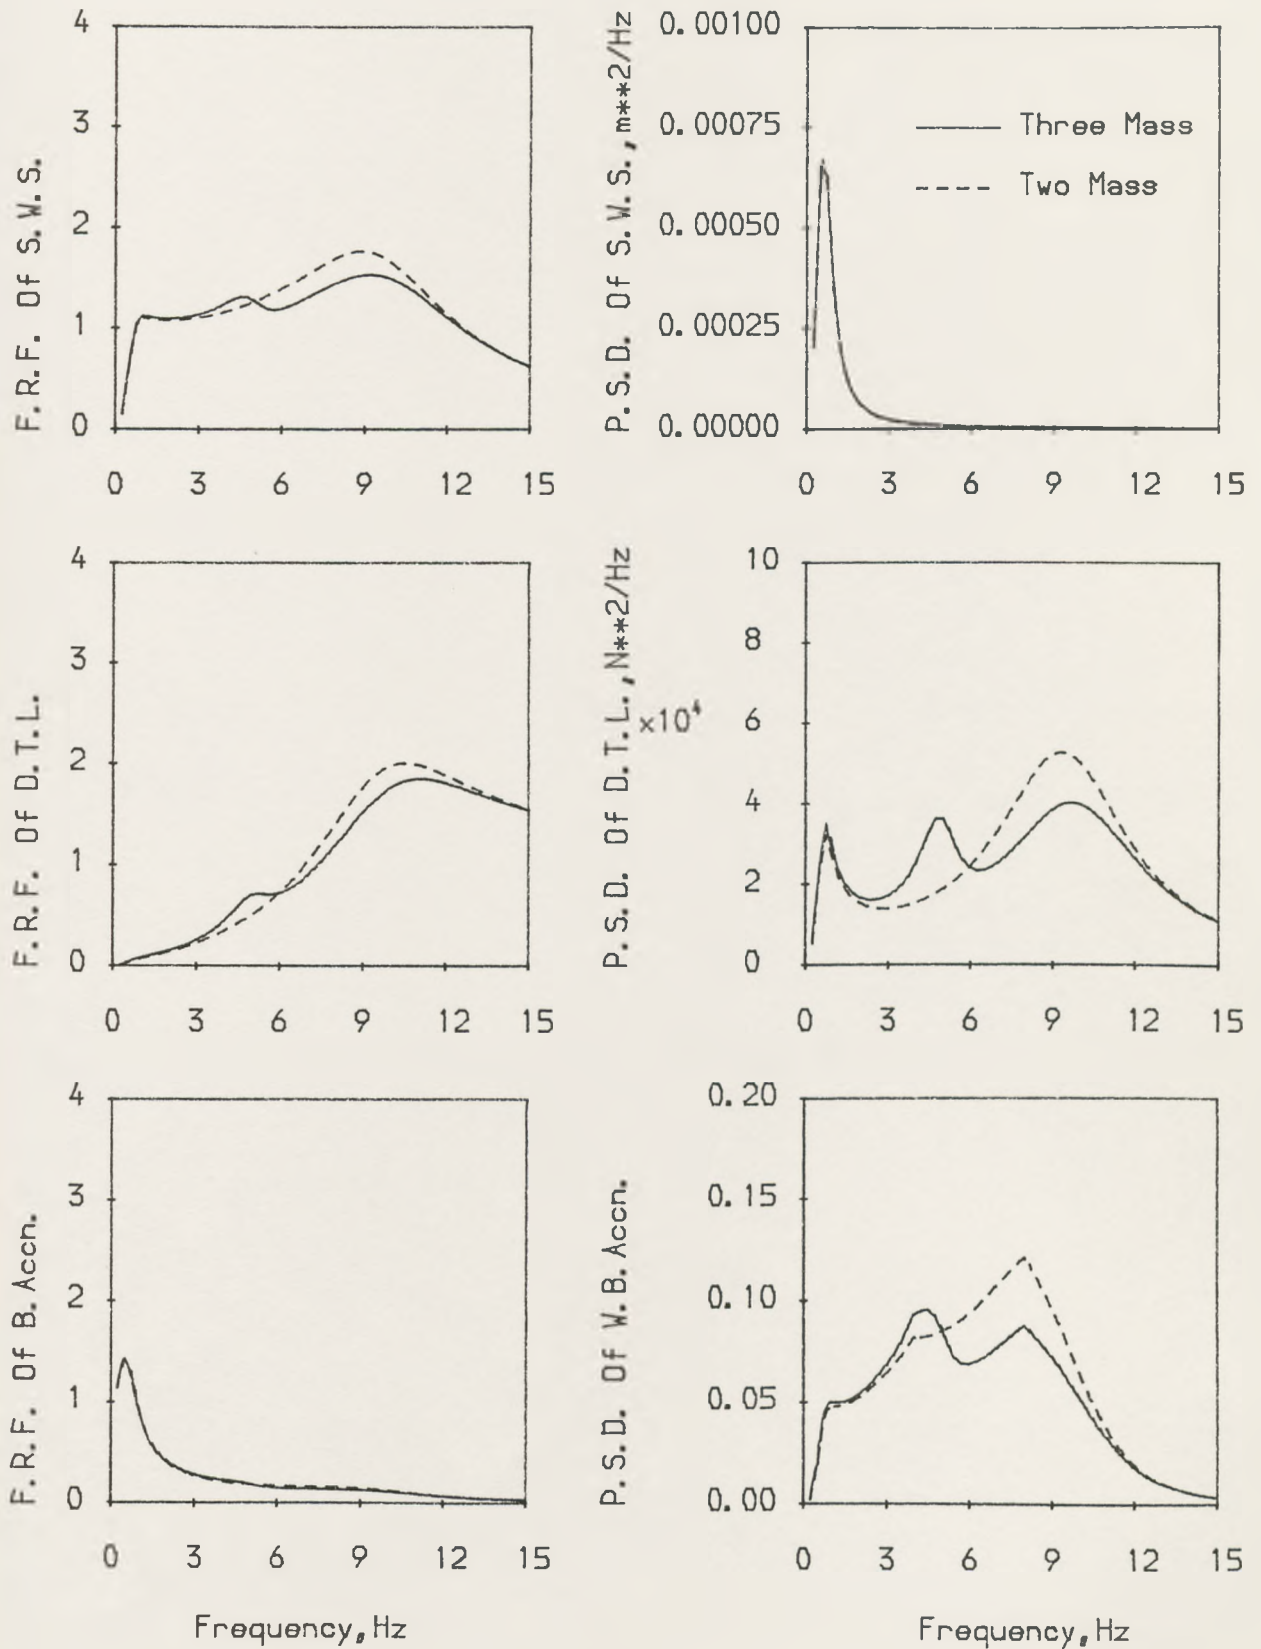 F.R.F. Of S.W.S.
4
3
2
1
0
0 3 6 9 12 15
P.S.D. Of S.W.S.,m**2/Hz
0.00100
0.00075
0.00050
0.00025
0.00000
Three Mass
Two Mass
0 3 6 9 12 15
F.R.F. Of D.T.L.
4
3
2
1
0
0 3 6 9 12 15
P.S.D. Of D.T.L.,N**2/Hz
×10⁴
10
8
6
4
2
0
0 3 6 9 12 15
F.R.F. Of B.Accn.
4
3
2
1
0
0 3 6 9 12 15
Frequency,Hz
P.S.D. Of W.B.Accn.
0.20
0.15
0.10
0.05
0.00
0 3 6 9 12 15
Frequency,Hz